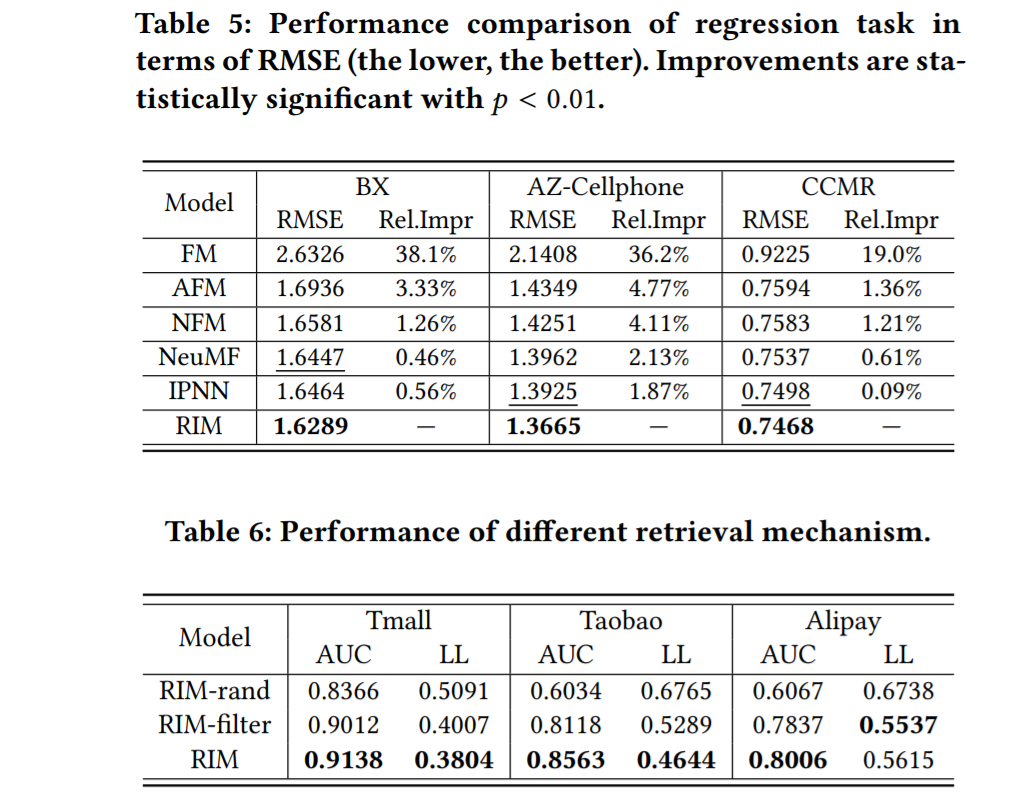 Table 5: Performance comparison of regression task in
terms of RMSE (the lower, the better). Improvements are sta-
tistically significant with p < 0.01.
Model BX AZ-Cellphone CCMR
RMSE Rel.Impr RMSE Rel.Impr RMSE Rel.Impr
FM 2.6326 38.1% 2.1408 36.2% 0.9225 19.0%
AFM 1.6936 3.33% 1.4349 4.77% 0.7594 1.36%
NFM 1.6581 1.26% 1.4251 4.11% 0.7583 1.21%
NeuMF 1.6447 0.46% 1.3962 2.13% 0.7537 0.61%
IPNN 1.6464 0.56% 1.3925 1.87% 0.7498 0.09%
RIM 1.6289 — 1.3665 — 0.7468 —
Table 6: Performance of different retrieval mechanism.
Model Tmall Taobao Alipay
AUC LL AUC LL AUC LL
RIM-rand 0.8366 0.5091 0.6034 0.6765 0.6067 0.6738
RIM-filter 0.9012 0.4007 0.8118 0.5289 0.7837 0.5537
RIM 0.9138 0.3804 0.8563 0.4644 0.8006 0.5615